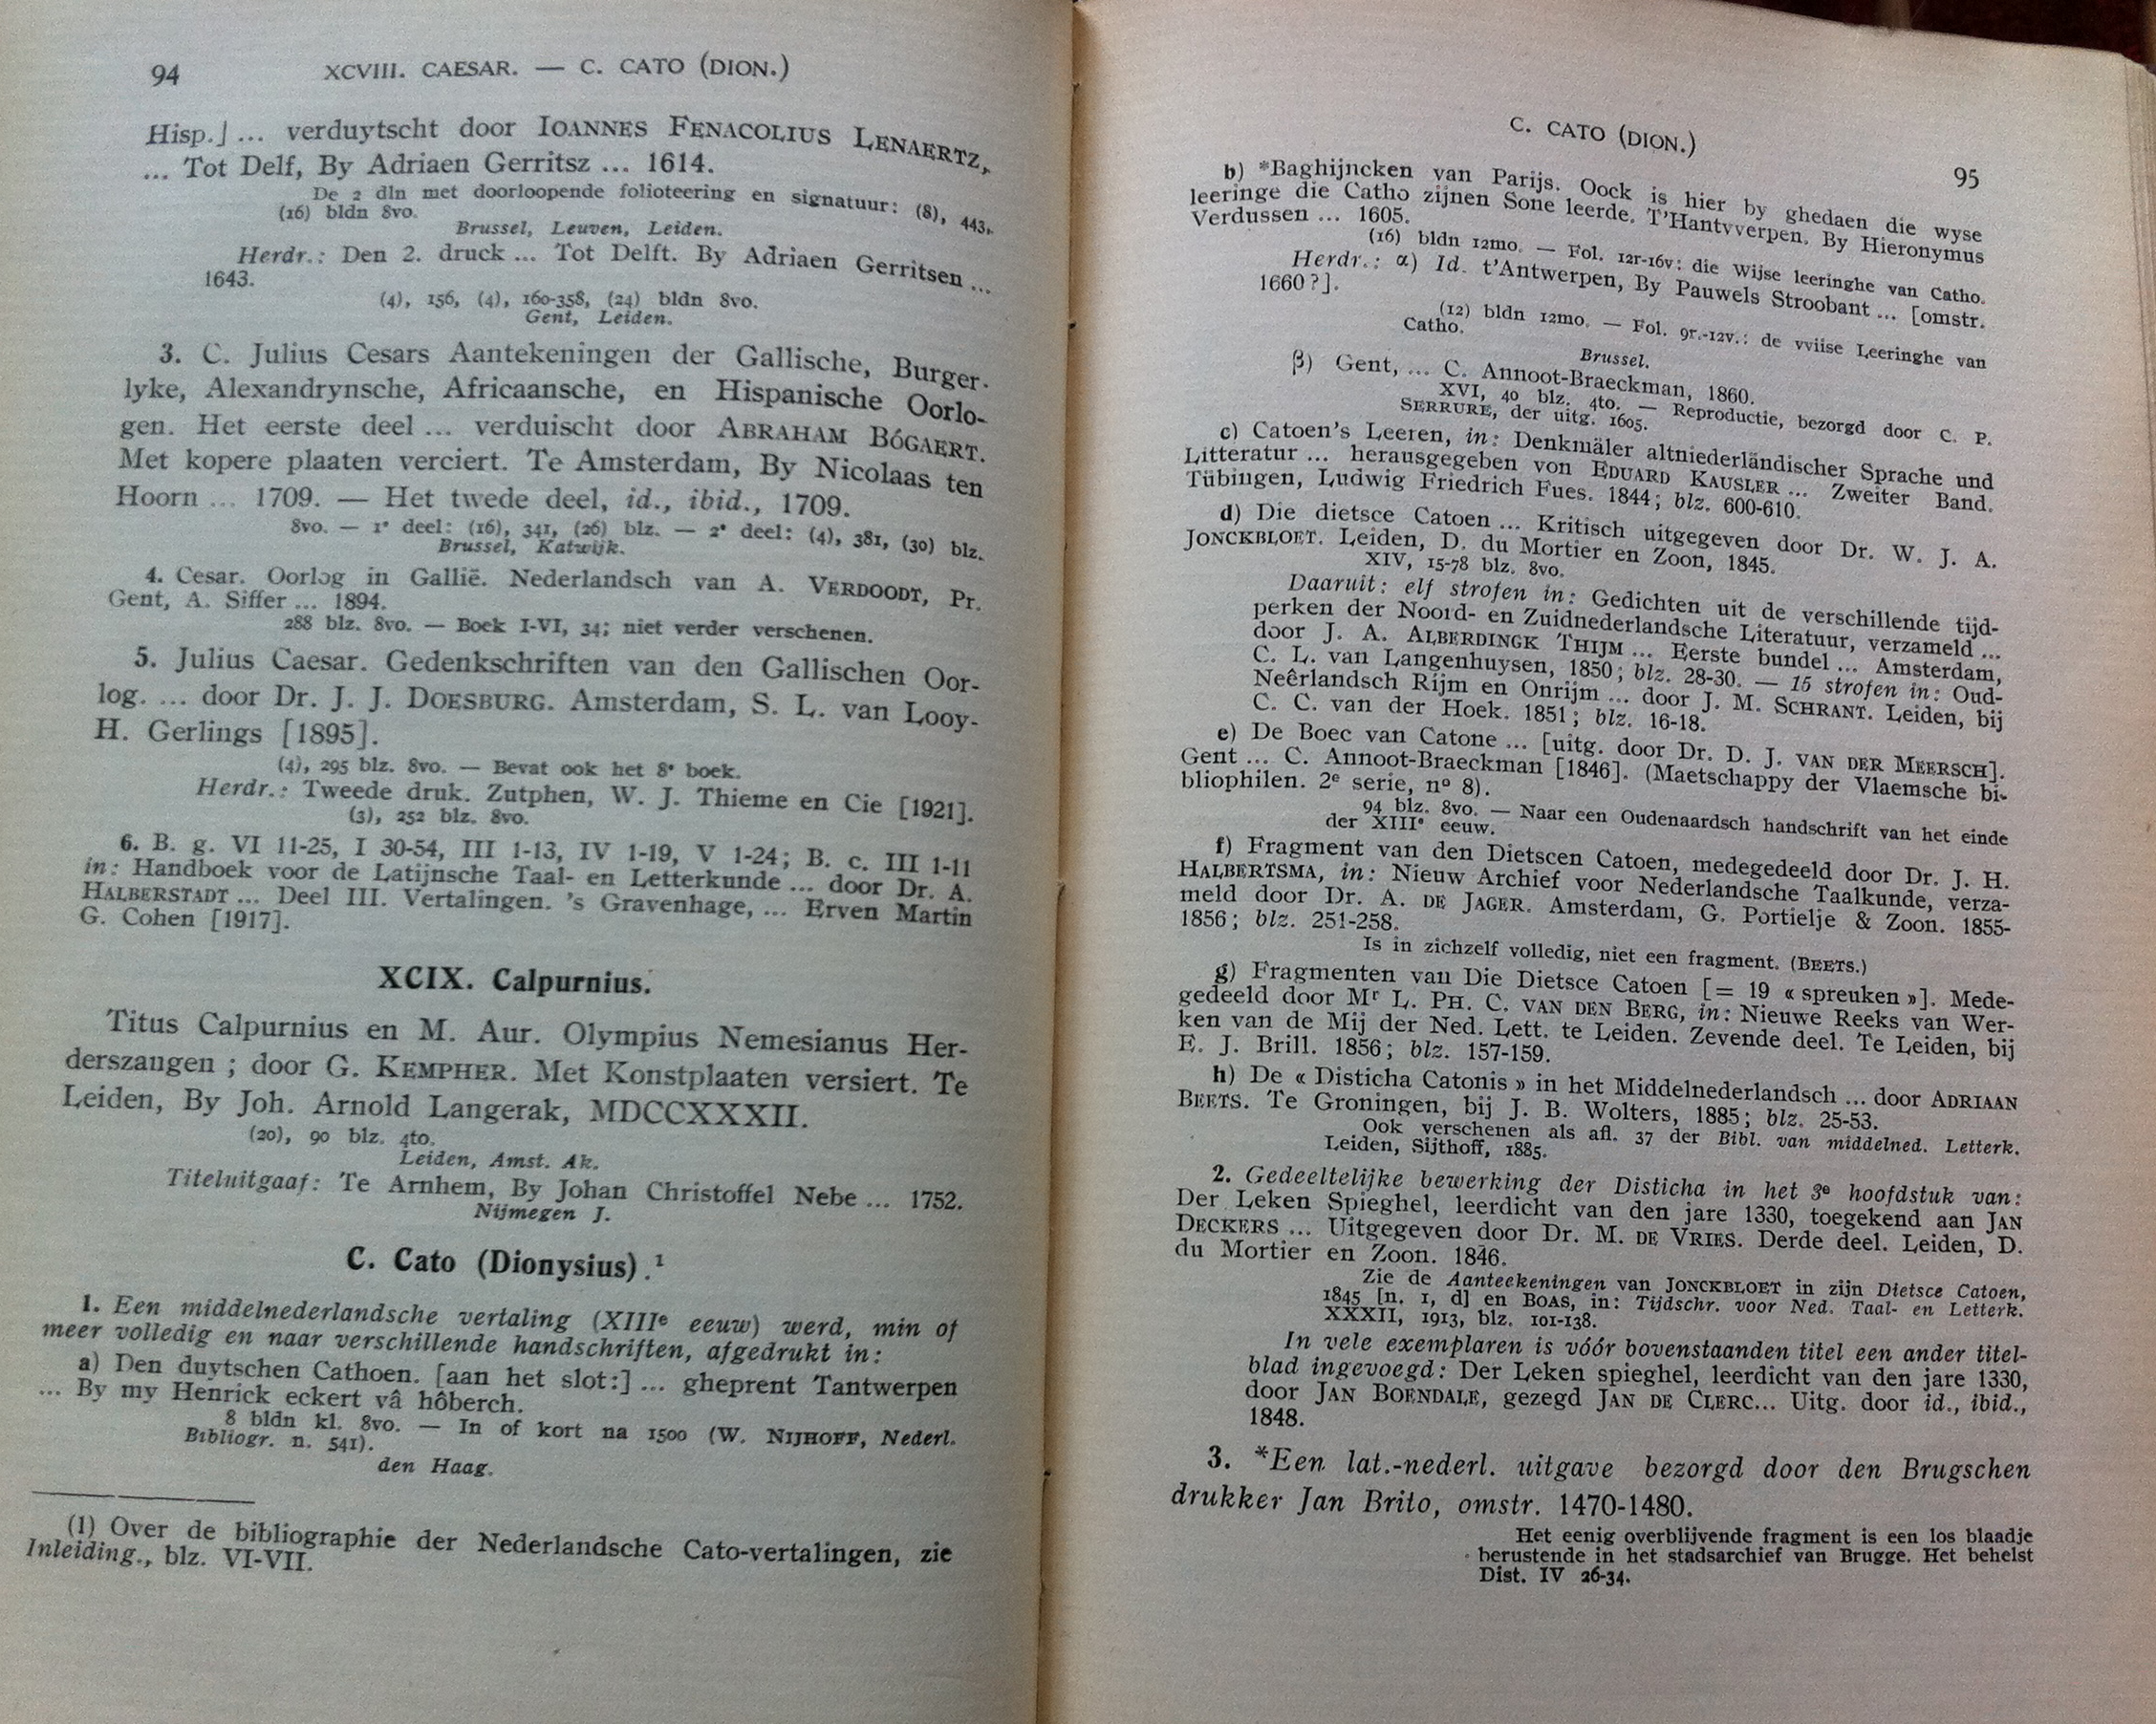 94 XCVIII. CAESAR. — C. CATO (DION.)
Hisp.] ... verduytscht door IOANNES FENACOLIUS LENAERTZ,
... Tot Delf, By Adriaen Gerritsz ... 1614.
De 2 dln met doorloopende folioteering en signatuur: (8), 443,
(16) bldn 8vo.
Brussel, Leuven, Leiden.
Herdr.: Den 2. druck ... Tot Delft. By Adriaen Gerritsen ...
1643.
(4), 156, (4), 160-358, (24) bldn 8vo.
Gent, Leiden.
3. C. Julius Cesars Aantekeningen der Gallische, Burger-
lyke, Alexandrynsche, Africaansche, en Hispanische Oorlo-
gen. Het eerste deel ... verduischt door ABRAHAM BÓGAERT.
Met kopere plaaten verciert. Te Amsterdam, By Nicolaas ten
Hoorn ... 1709. — Het twede deel, id., ibid., 1709.
8vo. — 1e deel: (16), 341, (26) blz. — 2e deel: (4), 381, (30) blz.
Brussel, Katwijk.
4. Cesar. Oorlog in Gallië. Nederlandsch van A. VERDOODT, Pr.
Gent, A. Siffer ... 1894.
288 blz. 8vo. — Boek I-VI, 34; niet verder verschenen.
5. Julius Caesar. Gedenkschriften van den Gallischen Oor-
log. ... door Dr. J. J. DOESBURG. Amsterdam, S. L. van Looy-
H. Gerlings [1895].
(4), 295 blz. 8vo. — Bevat ook het 8e boek.
Herdr.: Tweede druk. Zutphen, W. J. Thieme en Cie [1921].
(3), 252 blz. 8vo.
6. B. g. VI 11-25, I 30-54, III 1-13, IV 1-19, V 1-24; B. c. III 1-11
in: Handboek voor de Latijnsche Taal- en Letterkunde ... door Dr. A.
HALBERSTADT ... Deel III. Vertalingen. 's Gravenhage, ... Erven Martin
G. Cohen [1917].
XCIX. Calpurnius.
Titus Calpurnius en M. Aur. Olympius Nemesianus Her-
derszangen ; door G. KEMPHER. Met Konstplaaten versiert. Te
Leiden, By Joh. Arnold Langerak, MDCCXXXII.
(20), 90 blz. 4to.
Leiden, Amst. Ak.
Titeluitgaaf: Te Arnhem, By Johan Christoffel Nebe ... 1752.
Nijmegen J.
C. Cato (Dionysius).¹
1. Een middelnederlandsche vertaling (XIIIe eeuw) werd, min of
meer volledig en naar verschillende handschriften, afgedrukt in:
a) Den duytschen Cathoen. [aan het slot:] ... gheprent Tantwerpen
... By my Henrick eckert vâ hôberch.
8 bldn kl. 8vo. — In of kort na 1500 (W. NIJHOFF, Nederl.
Bibliogr. n. 541).
den Haag.
(1) Over de bibliographie der Nederlandsche Cato-vertalingen, zie
Inleiding., blz. VI-VII.
C. CATO (DION.) 95
b) *Baghijncken van Parijs. Oock is hier by ghedaen die wyse
leeringe die Catho zijnen Sone leerde. T'Hantvverpen. By Hieronymus
Verdussen ... 1605.
(16) bldn 12mo. — Fol. 12r-16v: die Wijse leeringhe van Catho.
Herdr.: α) Id. t'Antwerpen, By Pauwels Stroobant ... [omstr.
1660?].
(12) bldn 12mo. — Fol. 9r.-12v.: de vviise Leeringhe van
Catho.
Brussel.
β) Gent, ... C. Annoot-Braeckman, 1860.
XVI, 40 blz. 4to. — Reproductie, bezorgd door C. P.
SERRURE, der uitg. 1605.
c) Catoen's Leeren, in: Denkmäler altniederländischer Sprache und
Litteratur ... herausgegeben von EDUARD KAUSLER ... Zweiter Band.
Tübingen, Ludwig Friedrich Fues. 1844; blz. 600-610.
d) Die dietsce Catoen ... Kritisch uitgegeven door Dr. W. J. A.
JONCKBLOET. Leiden, D. du Mortier en Zoon, 1845.
XIV, 15-78 blz. 8vo.
Daaruit: elf strofen in: Gedichten uit de verschillende tijd-
perken der Noord- en Zuidnederlandsche Literatuur, verzameld ...
door J. A. ALBERDINGK THIJM ... Eerste bundel ... Amsterdam,
C. L. van Langenhuysen, 1850; blz. 28-30. — 15 strofen in: Oud-
Neêrlandsch Rijm en Onrijm ... door J. M. SCHRANT. Leiden, bij
C. C. van der Hoek. 1851; blz. 16-18.
e) De Boec van Catone ... [uitg. door Dr. D. J. VAN DER MEERSCH].
Gent ... C. Annoot-Braeckman [1846]. (Maetschappy der Vlaemsche bi-
bliophilen. 2e serie, nº 8).
94 blz. 8vo. — Naar een Oudenaardsch handschrift van het einde
der XIIIe eeuw.
f) Fragment van den Dietscen Catoen, medegedeeld door Dr. J. H.
HALBERTSMA, in: Nieuw Archief voor Nederlandsche Taalkunde, verza-
meld door Dr. A. DE JAGER. Amsterdam, G. Portielje & Zoon. 1855-
1856; blz. 251-258.
Is in zichzelf volledig, niet een fragment. (BEETS.)
g) Fragmenten van Die Dietsce Catoen [= 19 « spreuken »]. Mede-
gedeeld door Mr L. PH. C. VAN DEN BERG, in: Nieuwe Reeks van Wer-
ken van de Mij der Ned. Lett. te Leiden. Zevende deel. Te Leiden, bij
E. J. Brill. 1856; blz. 157-159.
h) De « Disticha Catonis » in het Middelnederlandsch ... door ADRIAAN
BEETS. Te Groningen, bij J. B. Wolters, 1885; blz. 25-53.
Ook verschenen als afl. 37 der Bibl. van middelned. Letterk.
Leiden, Sijthoff, 1885.
2. Gedeeltelijke bewerking der Disticha in het 3e hoofdstuk van:
Der Leken Spieghel, leerdicht van den jare 1330, toegekend aan JAN
DECKERS ... Uitgegeven door Dr. M. DE VRIES. Derde deel. Leiden, D.
du Mortier en Zoon. 1846.
Zie de Aanteekeningen van JONCKBLOET in zijn Dietsce Catoen,
1845 [n. 1, d] en BOAS, in: Tijdschr. voor Ned. Taal- en Letterk.
XXXII, 1913, blz. 101-138.
In vele exemplaren is vóór bovenstaanden titel een ander titel-
blad ingevoegd: Der Leken spieghel, leerdicht van den jare 1330,
door JAN BOENDALE, gezegd JAN DE CLERC... Uitg. door id., ibid.,
1848.
3. *Een lat.-nederl. uitgave bezorgd door den Brugschen
drukker Jan Brito, omstr. 1470-1480.
Het eenig overblijvende fragment is een los blaadje
berustende in het stadsarchief van Brugge. Het behelst
Dist. IV 26-34.